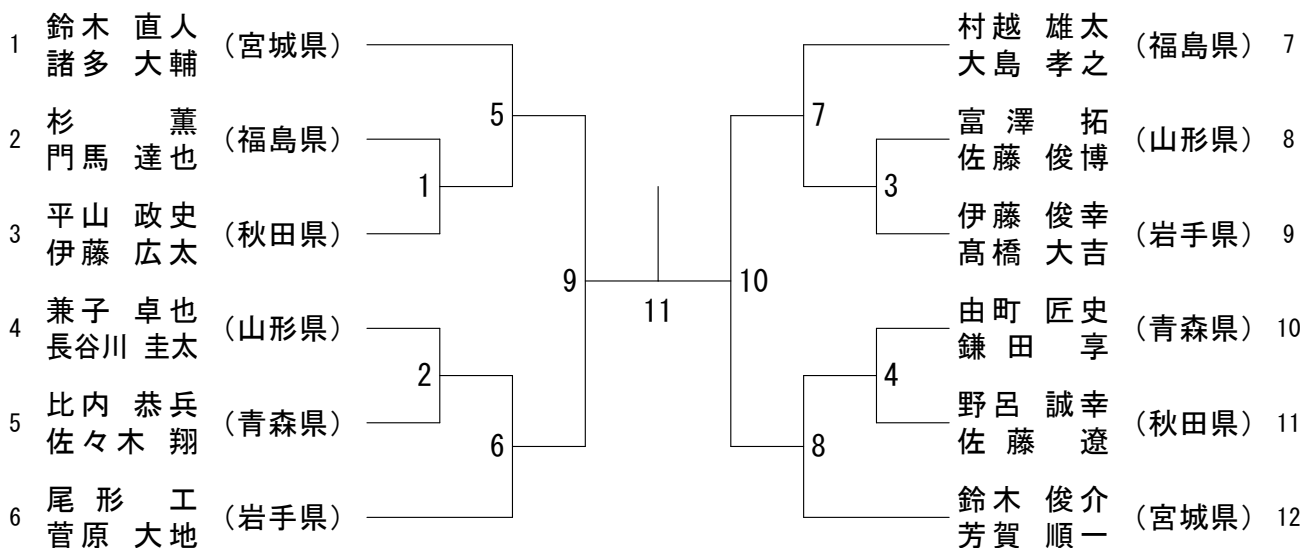 1 鈴木 直人 (宮城県)
諸多 大輔
2 杉 薫 (福島県)
門馬 達也
3 平山 政史 (秋田県)
伊藤 広太
4 兼子 卓也 (山形県)
長谷川 圭太
5 比内 恭兵 (青森県)
佐々木 翔
6 尾形 工 (岩手県)
菅原 大地
5
1
2
6
9
11
10
7
3
4
8
村越 雄太 (福島県) 7
大島 孝之
富澤 拓 (山形県) 8
佐藤 俊博
伊藤 俊幸 (岩手県) 9
髙橋 大吉
由町 匠史 (青森県) 10
鎌田 享
野呂 誠幸 (秋田県) 11
佐藤 遼
鈴木 俊介 (宮城県) 12
芳賀 順一